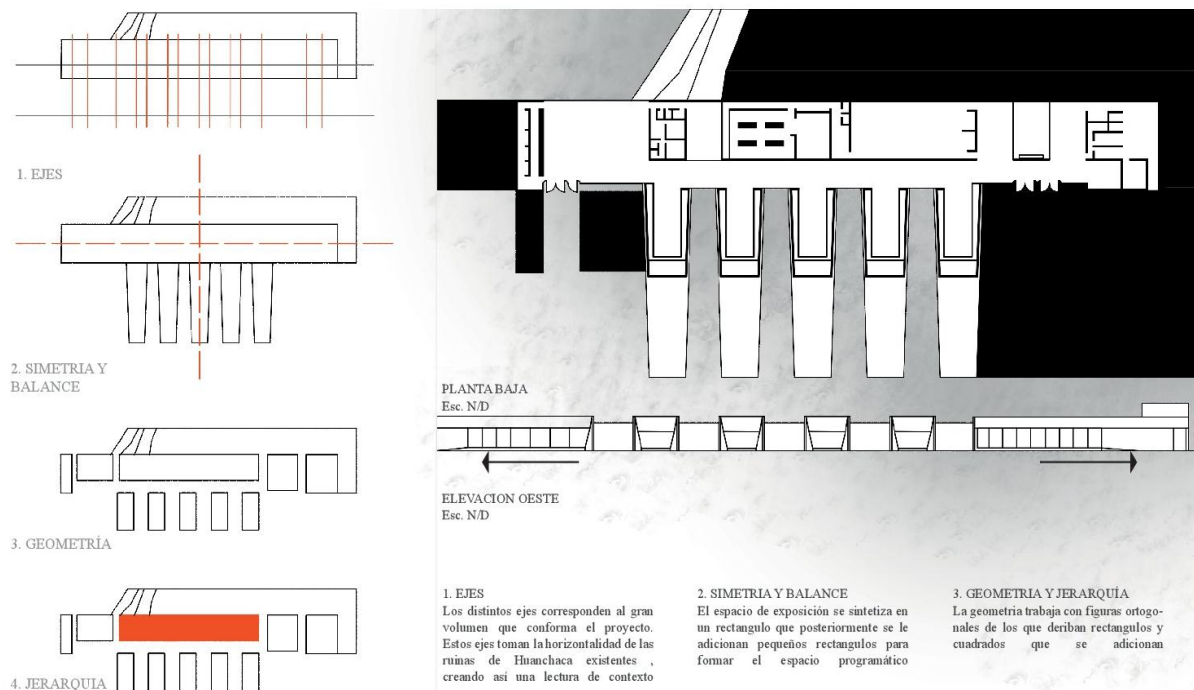 1. EJES
2. SIMETRIA Y
BALANCE
3. GEOMETRÍA
4. JERARQUIA
PLANTA BAJA
Esc. N/D
ELEVACION OESTE
Esc. N/D
1. EJES
Los distintos ejes corresponden al gran
volumen que conforma el proyecto.
Estos ejes toman la horizontalidad de las
ruinas de Huanchaca existentes ,
creando así una lectura de contexto
2. SIMETRIA Y BALANCE
El espacio de exposición se sintetiza en
un rectangulo que posteriormente se le
adicionan pequeños rectangulos para
formar el espacio programático
3. GEOMETRIA Y JERARQUÍA
La geometria trabaja con figuras ortogo-
nales de los que deriban rectangulos y
cuadrados que se adicionan